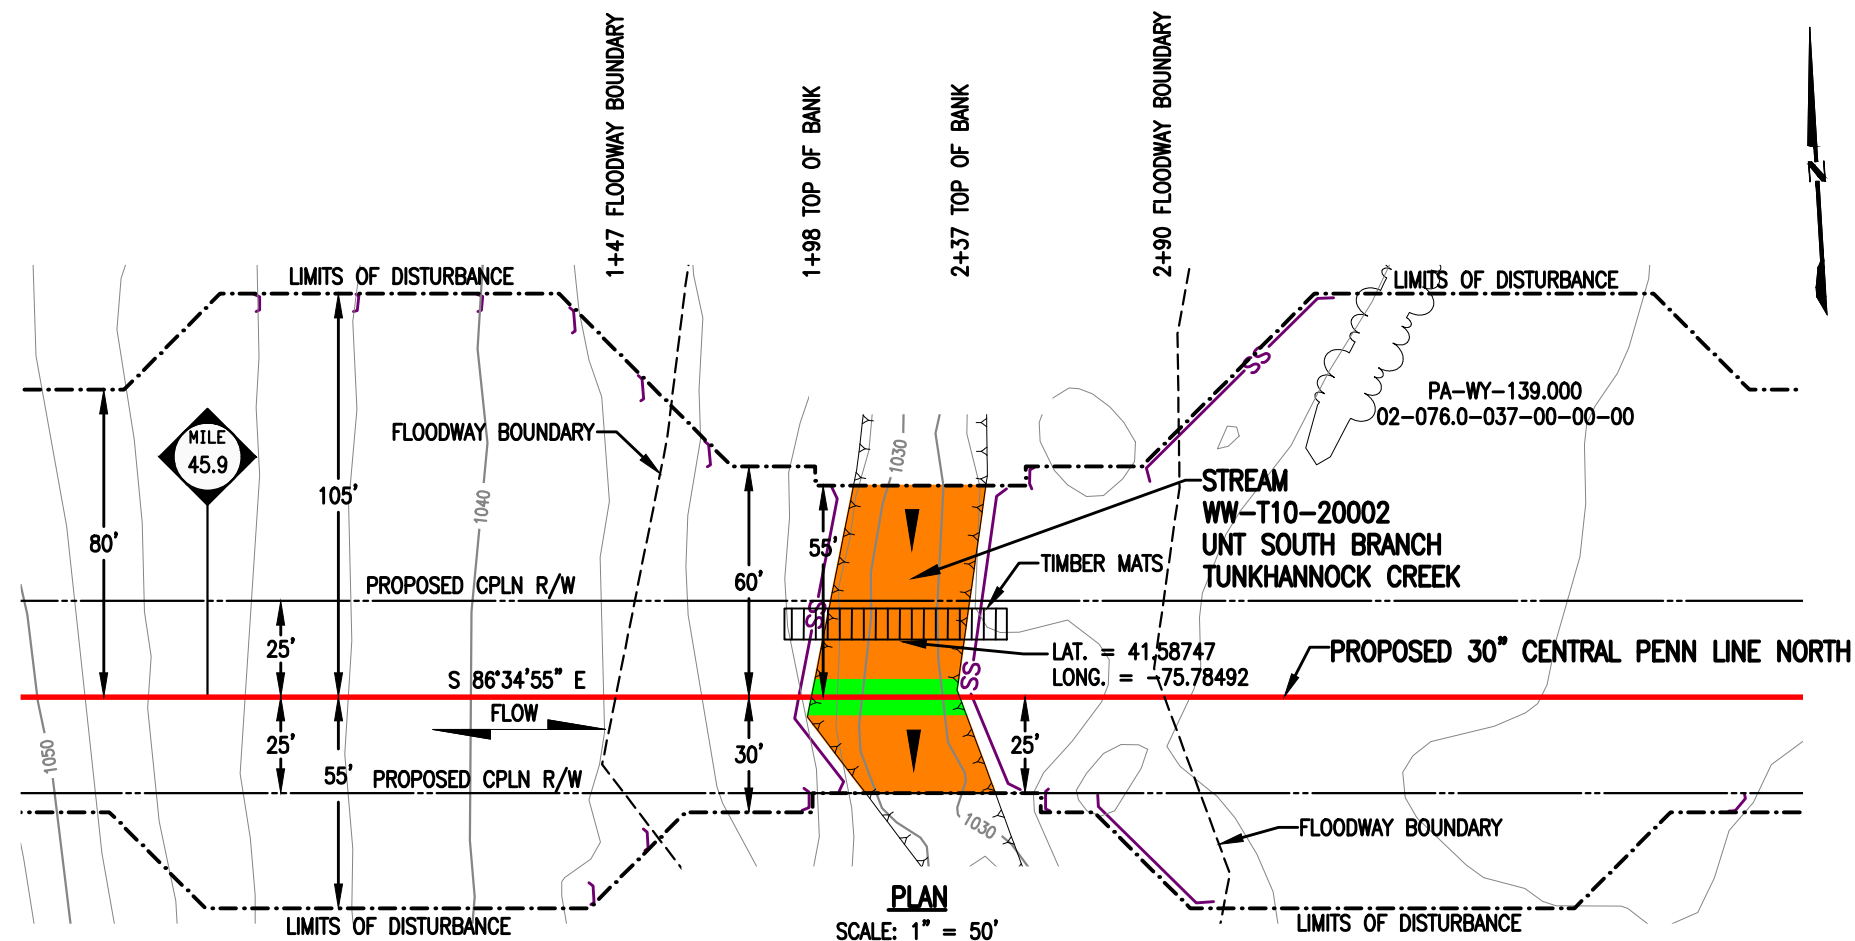 1+47 FLOODWAY BOUNDARY
1+98 TOP OF BANK
2+37 TOP OF BANK
2+90 FLOODWAY BOUNDARY
N
LIMITS OF DISTURBANCE
LIMITS OF DISTURBANCE
SS
PA-WY-139.000
02-076.0-037-00-00-00
MILE
45.9
FLOODWAY BOUNDARY
1030
STREAM
WW-T10-20002
UNT SOUTH BRANCH
TUNKHANNOCK CREEK
105'
1040
80'
55'
TIMBER MATS
60'
PROPOSED CPLN R/W
SS
25'
LAT. = 41.58747
LONG. = -75.78492
PROPOSED 30" CENTRAL PENN LINE NORTH
SS
S 86°34'55" E
FLOW
25'
25'
30'
1050
55'
PROPOSED CPLN R/W
1030
FLOODWAY BOUNDARY
PLAN
SCALE: 1" = 50'
LIMITS OF DISTURBANCE
LIMITS OF DISTURBANCE